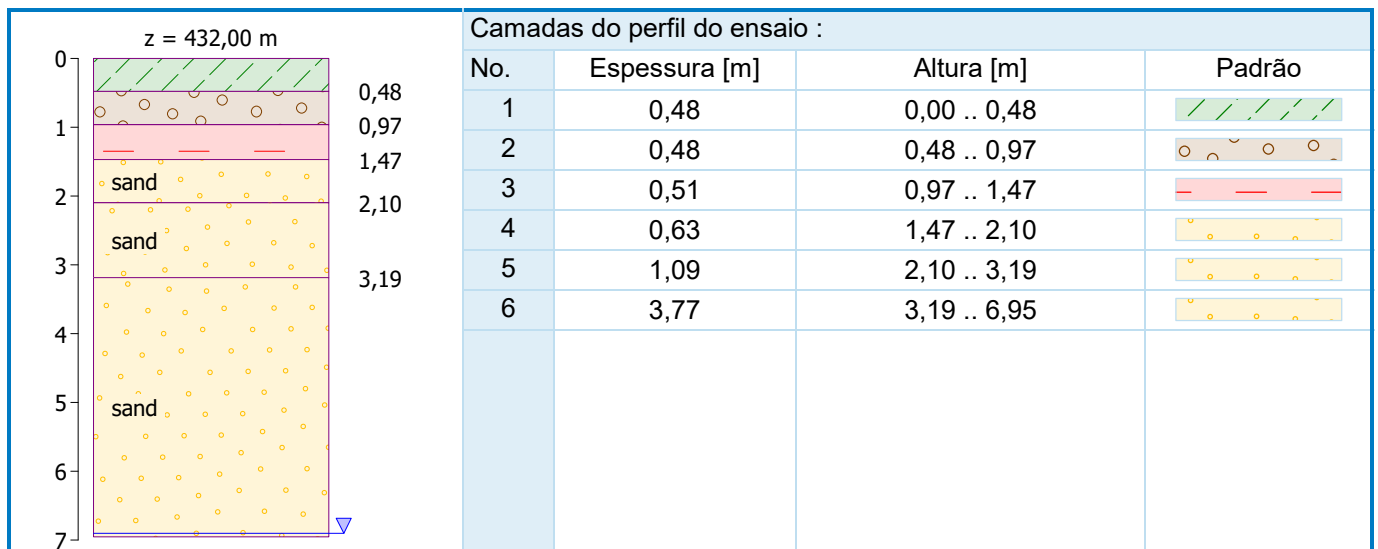 z = 432,00 m
0
1
2
3
4
5
6
7
0,48
0,97
1,47
2,10
3,19
sand
sand
sand
Camadas do perfil do ensaio :
No. Espessura [m] Altura [m] Padrão
1 0,48 0,00 .. 0,48
2 0,48 0,48 .. 0,97
3 0,51 0,97 .. 1,47
4 0,63 1,47 .. 2,10
5 1,09 2,10 .. 3,19
6 3,77 3,19 .. 6,95